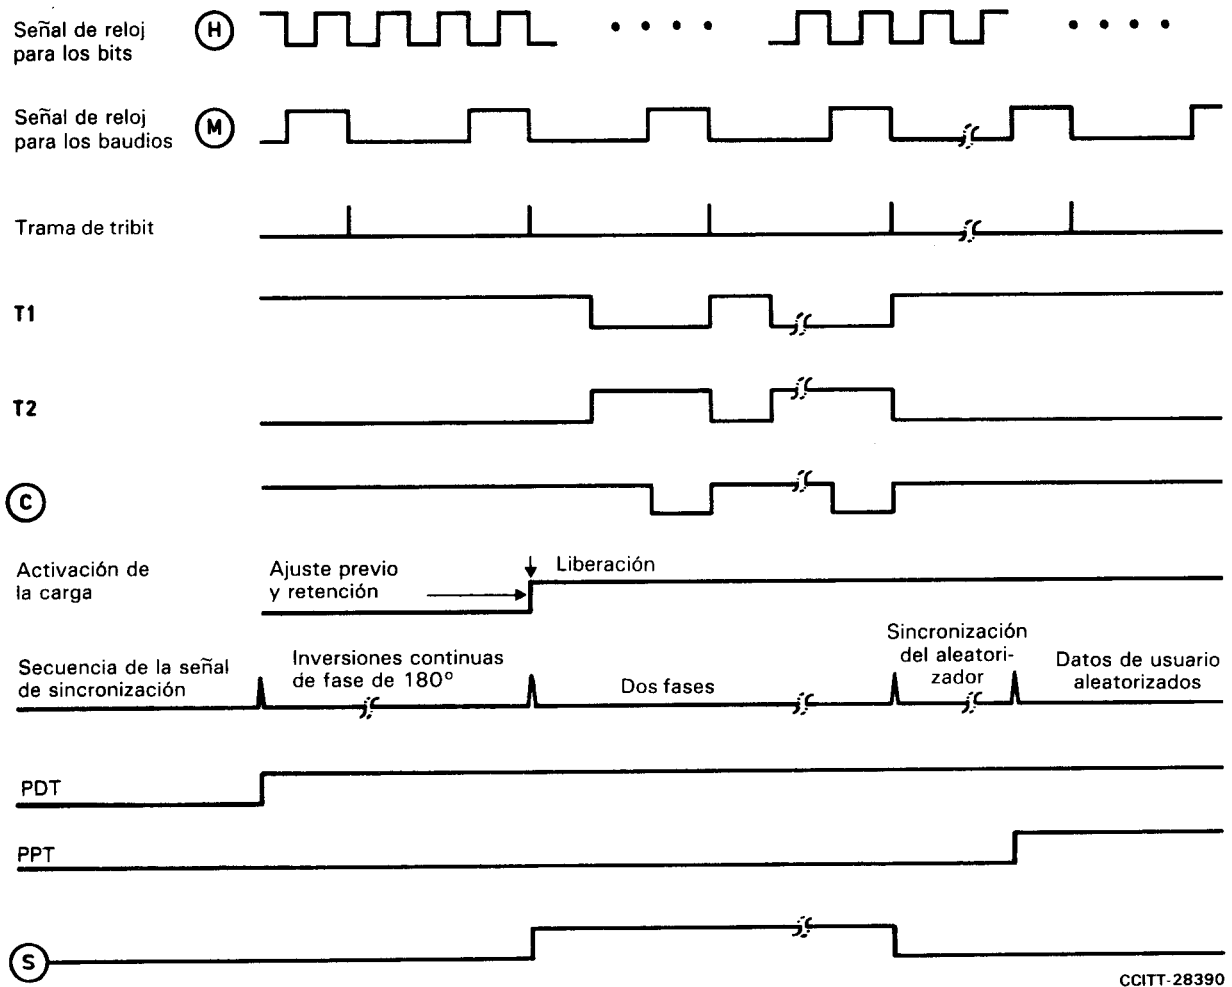 Señal de reloj
para los bits
H
Señal de reloj
para los baudios
M
Trama de tribit
T1
T2
C
Activación de
la carga
Ajuste previo
y retención
Liberación
Secuencia de la señal
de sincronización
Inversiones continuas
de fase de 180°
Dos fases
Sincronización
del aleatori-
zador
Datos de usuario
aleatorizados
PDT
PPT
S
CCITT-28390